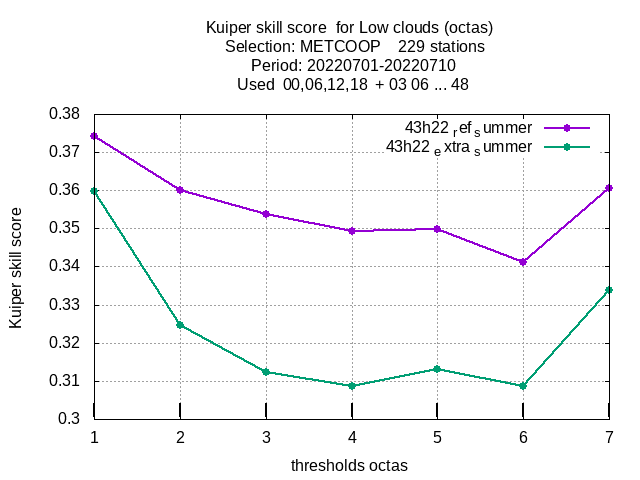 Kuiper skill score  for Low clouds (octas)
Selection: METCOOP    229 stations
Period: 20220701-20220710
Used  00,06,12,18  + 03 06 ... 48
43h22 ref summer
43h22 extra summer
0.38
0.37
0.36
0.35
0.34
0.33
0.32
0.31
0.3
Kuiper skill score
1 2 3 4 5 6 7
thresholds octas